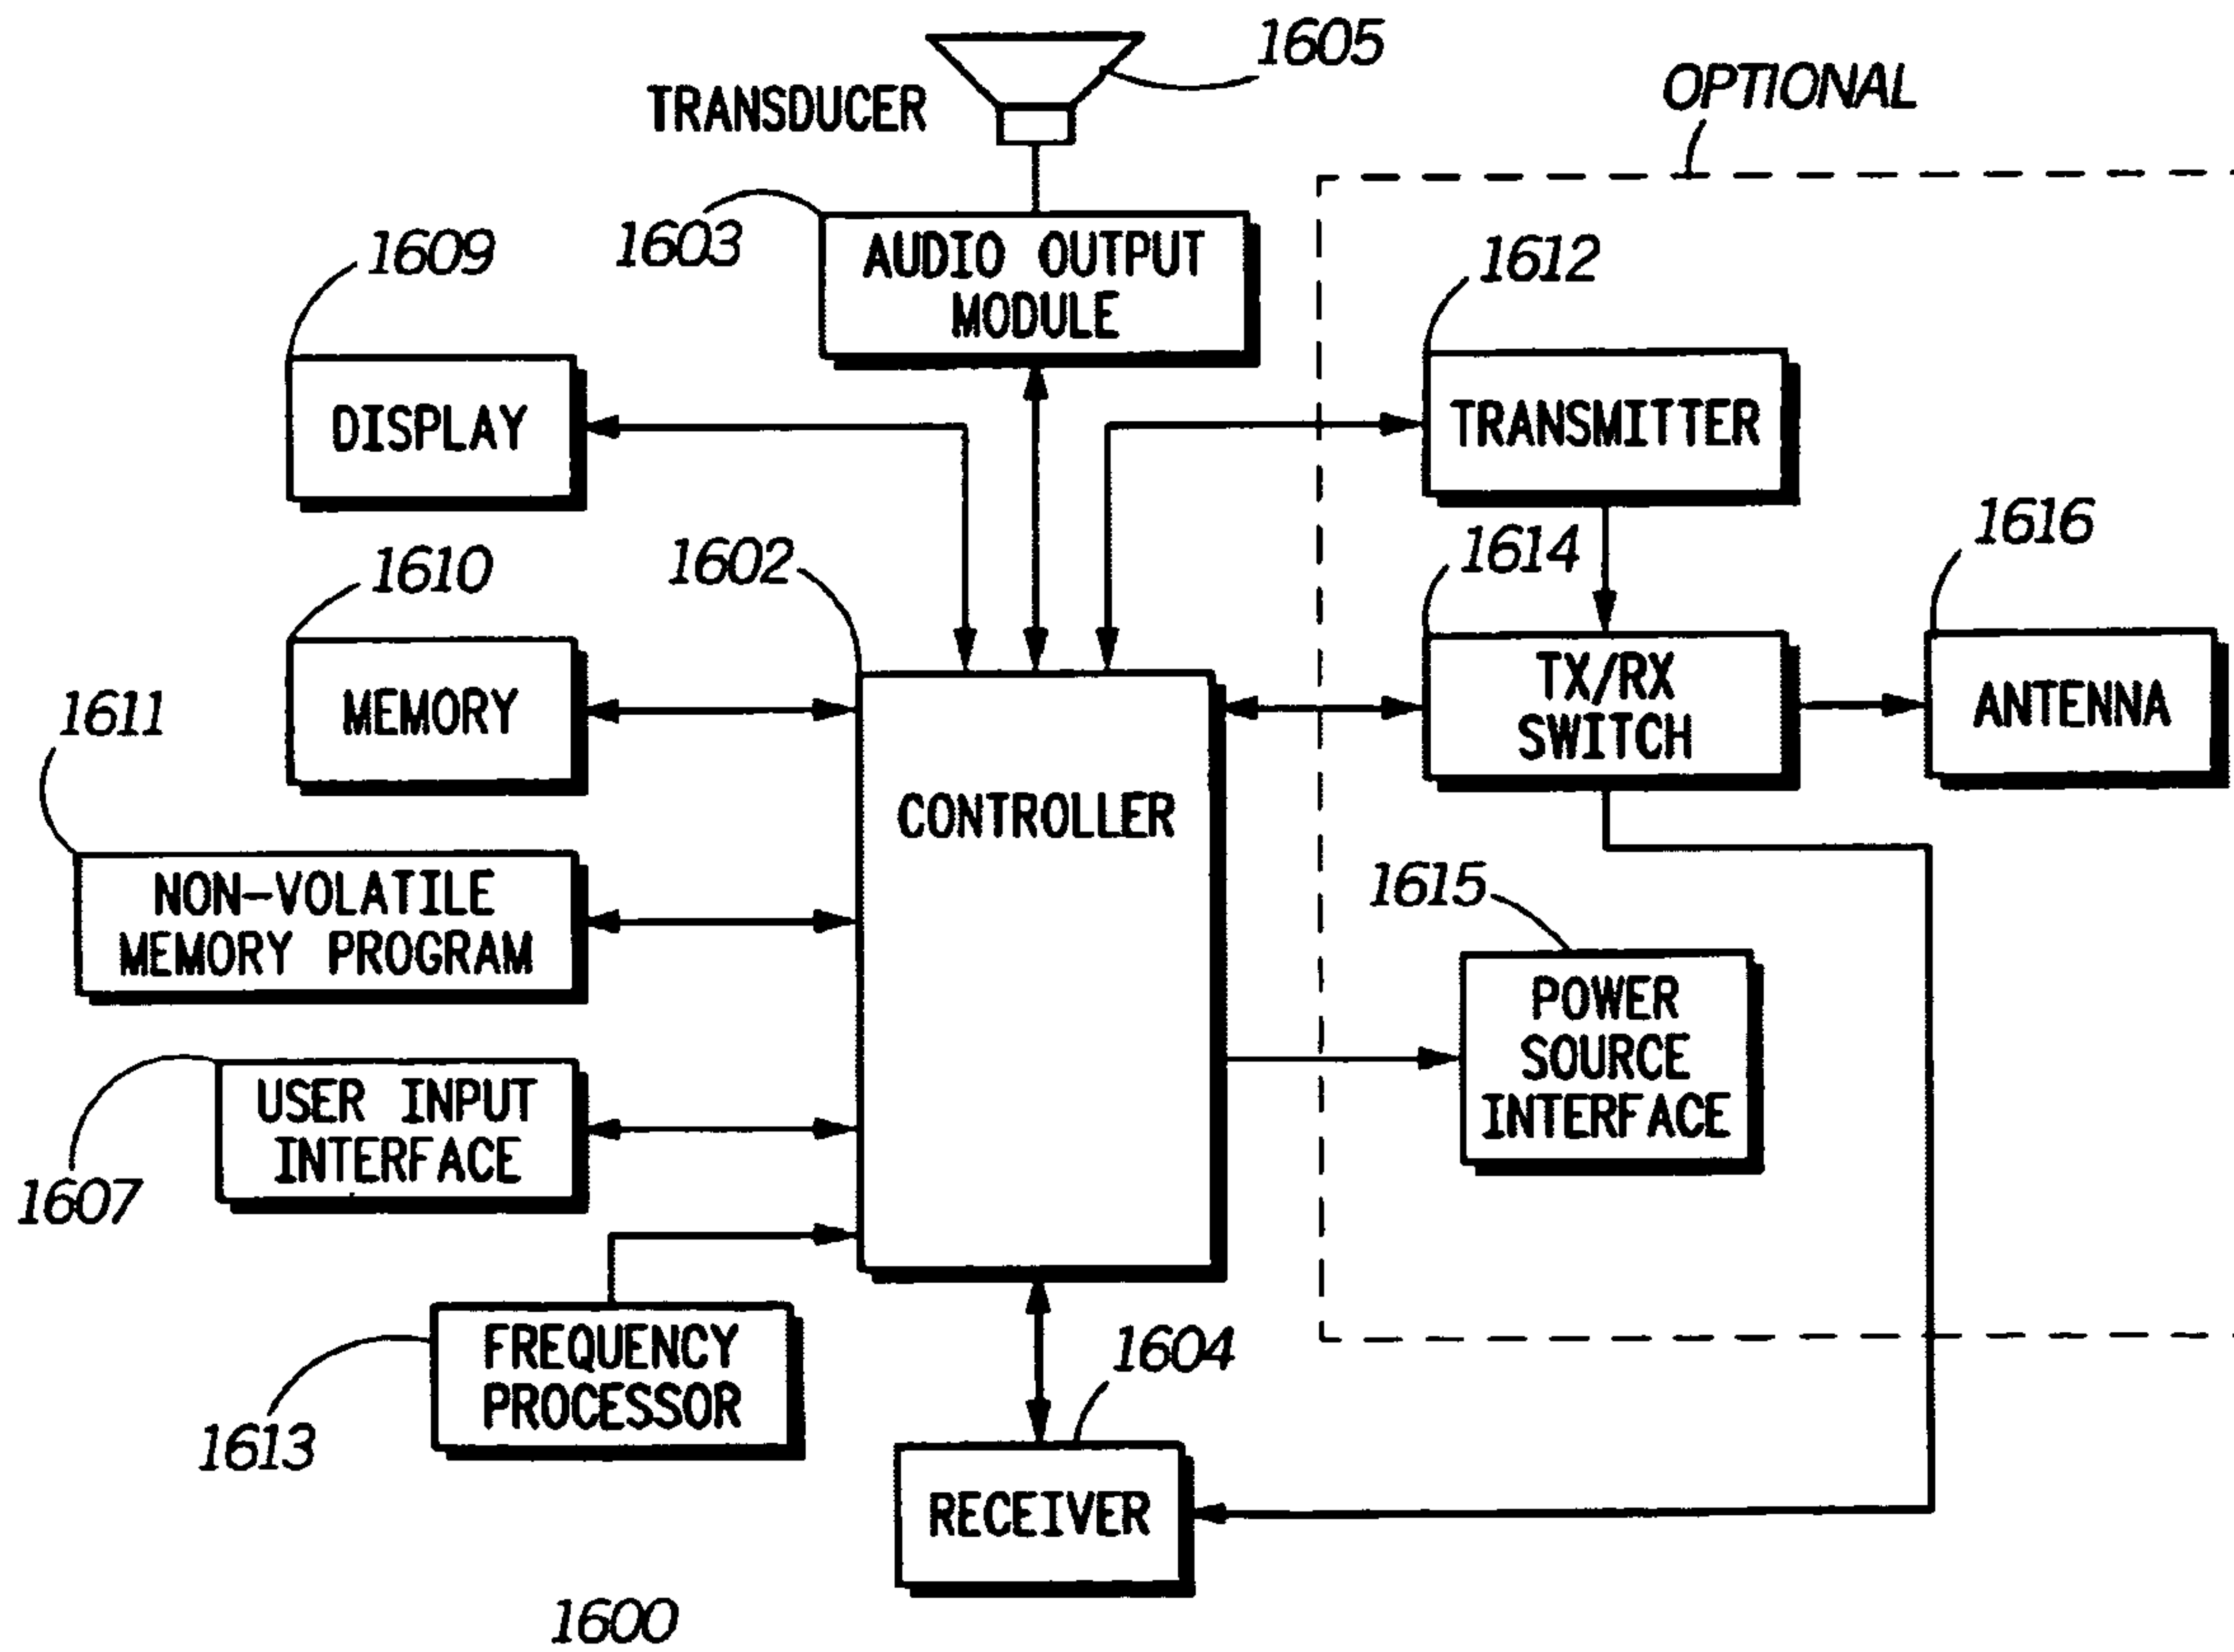 1605
OPTIONAL
TRANSDUCER
1603
AUDIO OUTPUT
MODULE
1609
1612
DISPLAY
TRANSMITTER
1610
1602
1614
1616
MEMORY
TX/RX
SWITCH
ANTENNA
1611
CONTROLLER
NON-VOLATILE
MEMORY PROGRAM
1615
POWER
SOURCE
INTERFACE
USER INPUT
INTERFACE
1607
FREQUENCY
PROCESSOR
1604
1613
RECEIVER
1600